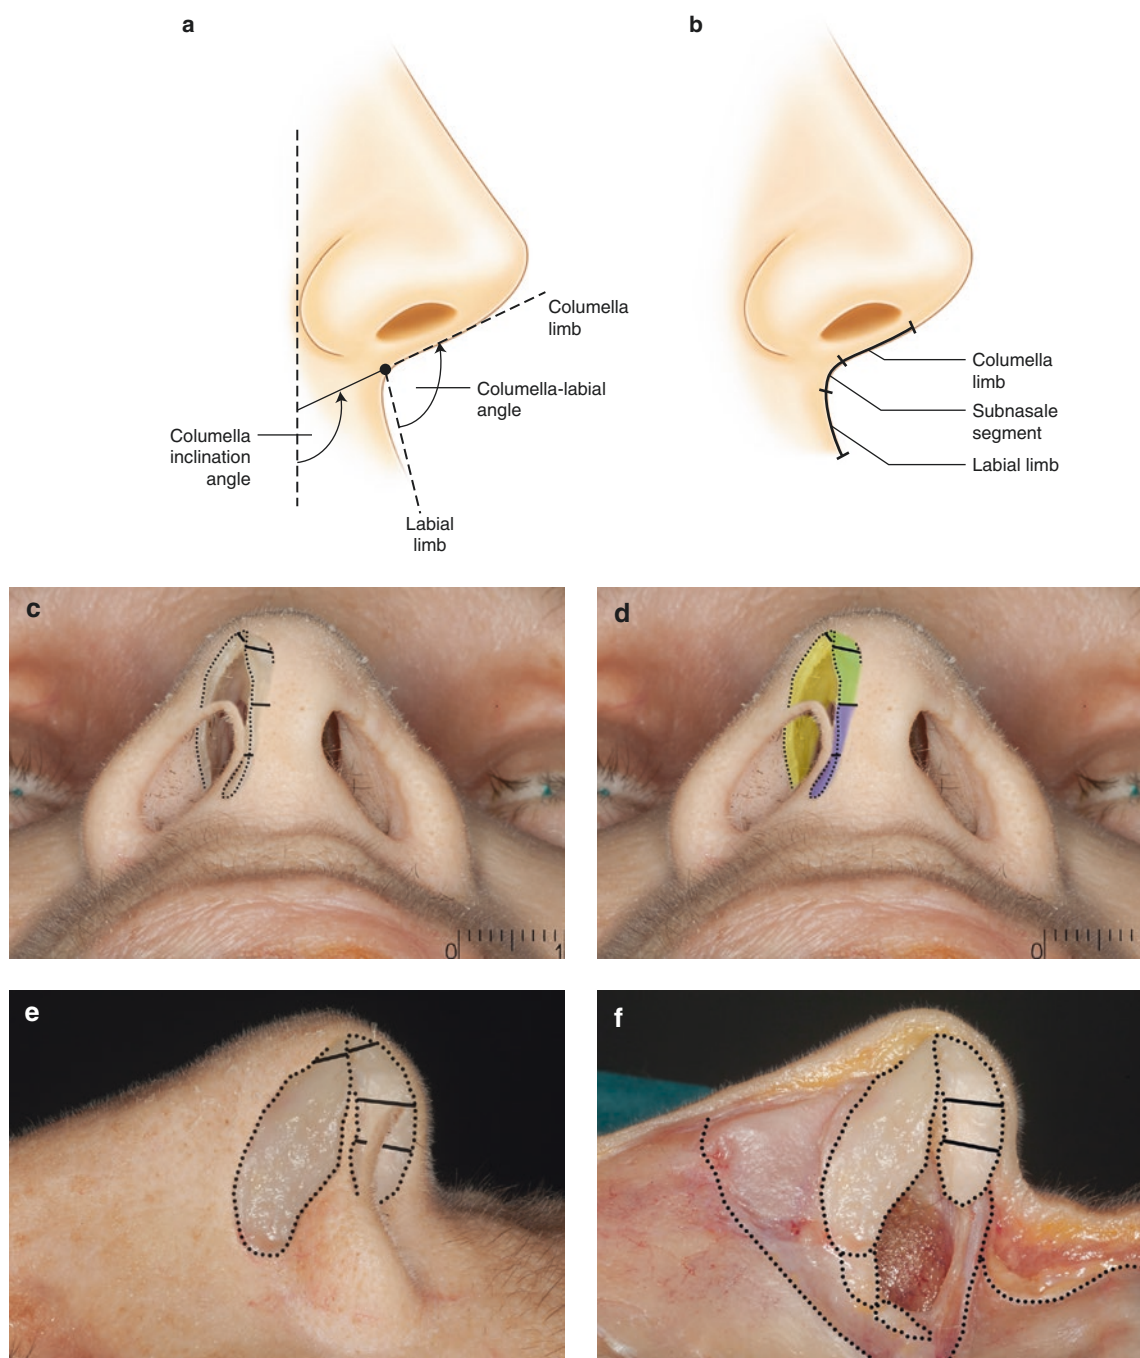 a
b
Columella
limb
Columella-labial
angle
Columella
inclination
angle
Labial
limb
Columella
limb
Subnasale
segment
Labial limb
c
d
0
1
0
e
f